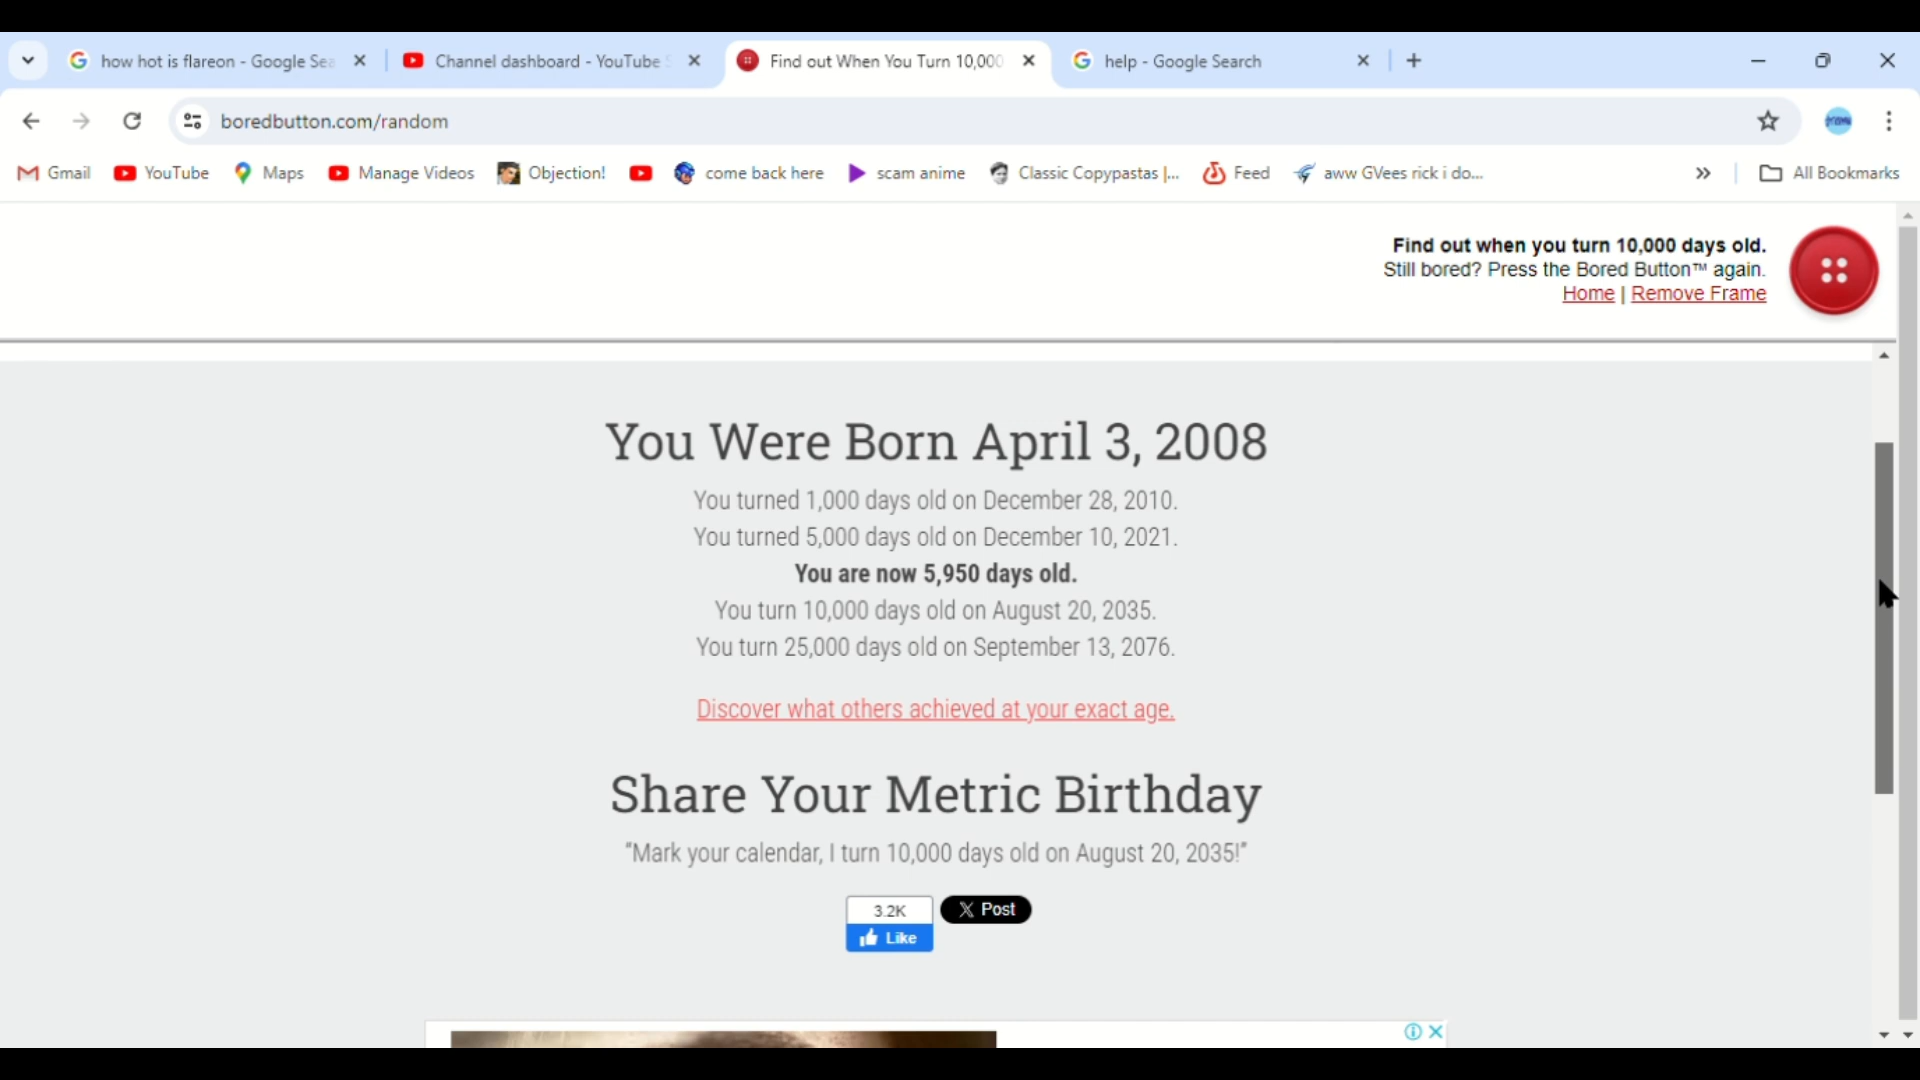 how hot is flareon - Google Sea
Channel dashboard - YouTube S
Find out When You Turn 10,000
help - Google Search
boredbutton.com/random
Gmail
YouTube
Maps
Manage Videos
Objection!
come back here
scam anime
Classic Copypastas |...
Feed
aww GVees rick i do...
All Bookmarks
Find out when you turn 10,000 days old.
Still bored? Press the Bored Button™ again.
Home | Remove Frame
You Were Born April 3, 2008
You turned 1,000 days old on December 28, 2010.
You turned 5,000 days old on December 10, 2021.
You are now 5,950 days old.
You turn 10,000 days old on August 20, 2035.
You turn 25,000 days old on September 13, 2076.
Discover what others achieved at your exact age.
Share Your Metric Birthday
“Mark your calendar, I turn 10,000 days old on August 20, 2035!”
3.2K
X Post
Like